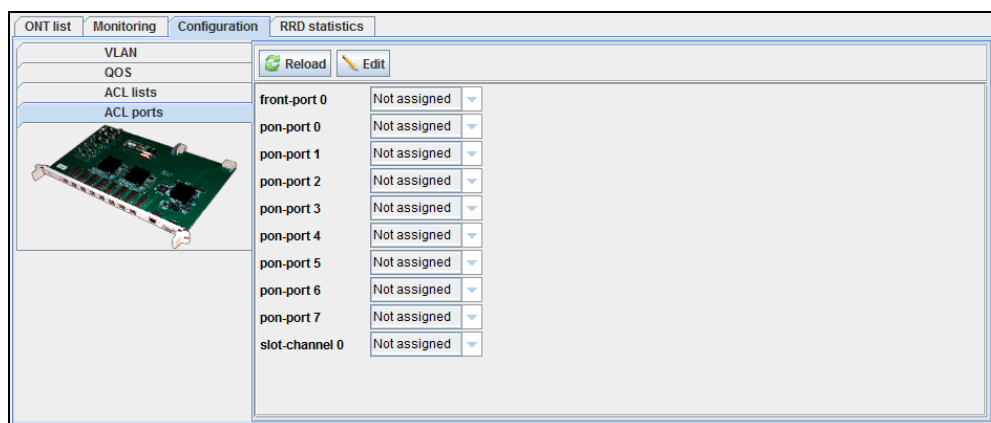 ONT list Monitoring Configuration RRD statistics
VLAN
QOS
ACL lists
ACL ports
Reload Edit
front-port 0 Not assigned
pon-port 0 Not assigned
pon-port 1 Not assigned
pon-port 2 Not assigned
pon-port 3 Not assigned
pon-port 4 Not assigned
pon-port 5 Not assigned
pon-port 6 Not assigned
pon-port 7 Not assigned
slot-channel 0 Not assigned